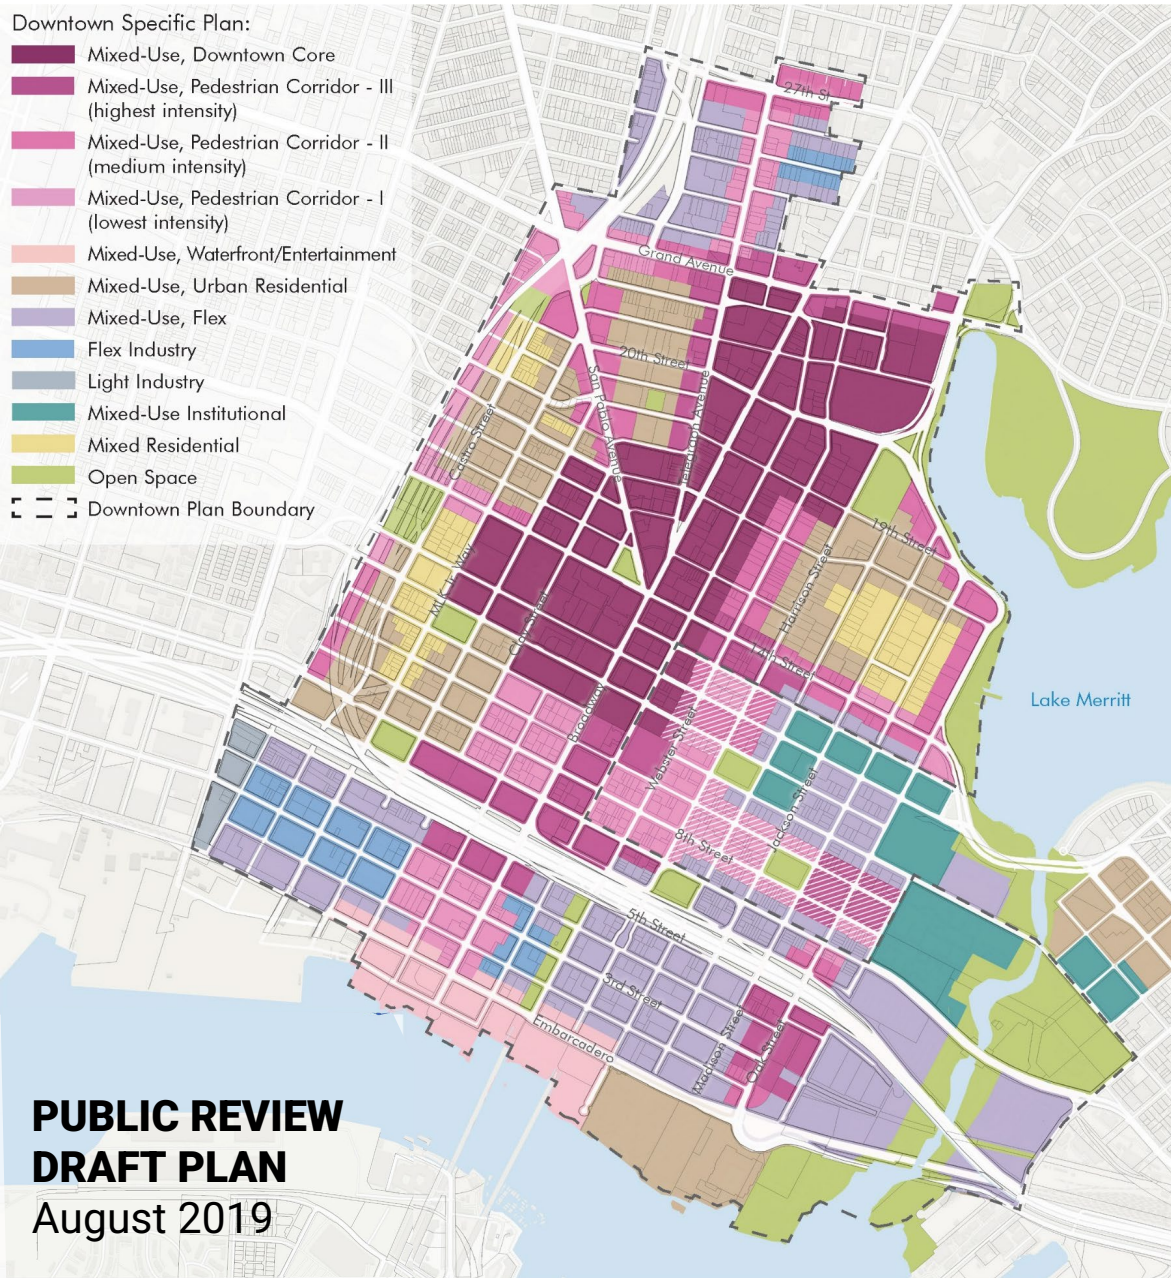 Downtown Specific Plan:
Mixed-Use, Downtown Core
Mixed-Use, Pedestrian Corridor - III
(highest intensity)
Mixed-Use, Pedestrian Corridor - II
(medium intensity)
Mixed-Use, Pedestrian Corridor - I
(lowest intensity)
Mixed-Use, Waterfront/Entertainment
Mixed-Use, Urban Residential
Mixed-Use, Flex
Flex Industry
Light Industry
Mixed-Use Institutional
Mixed Residential
Open Space
Downtown Plan Boundary
27th St
Grand Avenue
20th Street
San Pablo Avenue
Telegraph Avenue
Castro Street
19th Street
Harrison Street
MLK Jr. Way
Clay Street
14th Street
Lake Merritt
Broadway
Webster Street
Jackson Street
8th Street
5th Street
3rd Street
Embarcadero
Madison Street
Oak Street
PUBLIC REVIEW
DRAFT PLAN
August 2019